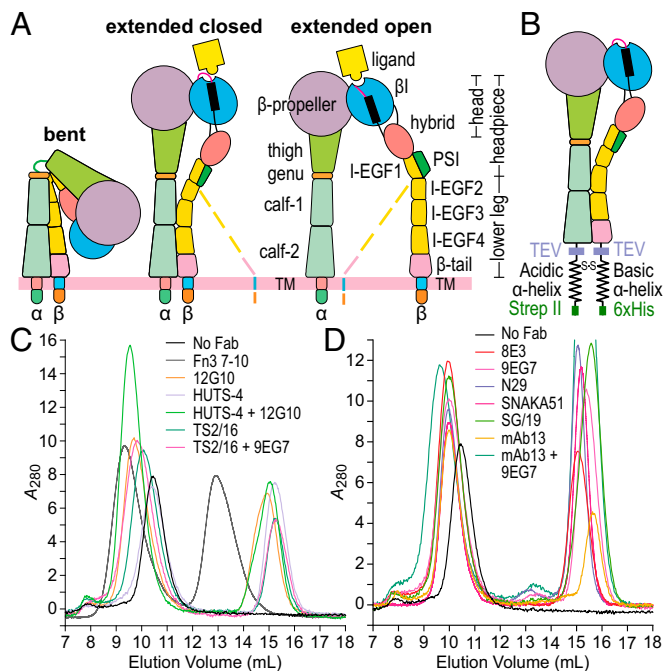 A
extended closed
extended open
B
bent
ligand
βI
β-propeller
hybrid
head
headpiece
thigh
genu
I-EGF1
PSI
calf-1
I-EGF2
I-EGF3
I-EGF4
lower leg
calf-2
β-tail
TM
TM
α
β
α
β
α
β
TEV
TEV
S-S
Acidic
α-helix
Basic
α-helix
Strep II
6xHis
C
16
14
12
10
8
6
4
2
0
A280
No Fab
Fn3 7-10
12G10
HUTS-4
HUTS-4 + 12G10
TS2/16
TS2/16 + 9EG7
7 8 9 10 11 12 13 14 15 16 17 18
Elution Volume (mL)
D
12
10
8
6
4
2
0
A280
No Fab
8E3
9EG7
N29
SNAKA51
SG/19
mAb13
mAb13 +
9EG7
7 8 9 10 11 12 13 14 15 16 17 18
Elution Volume (mL)